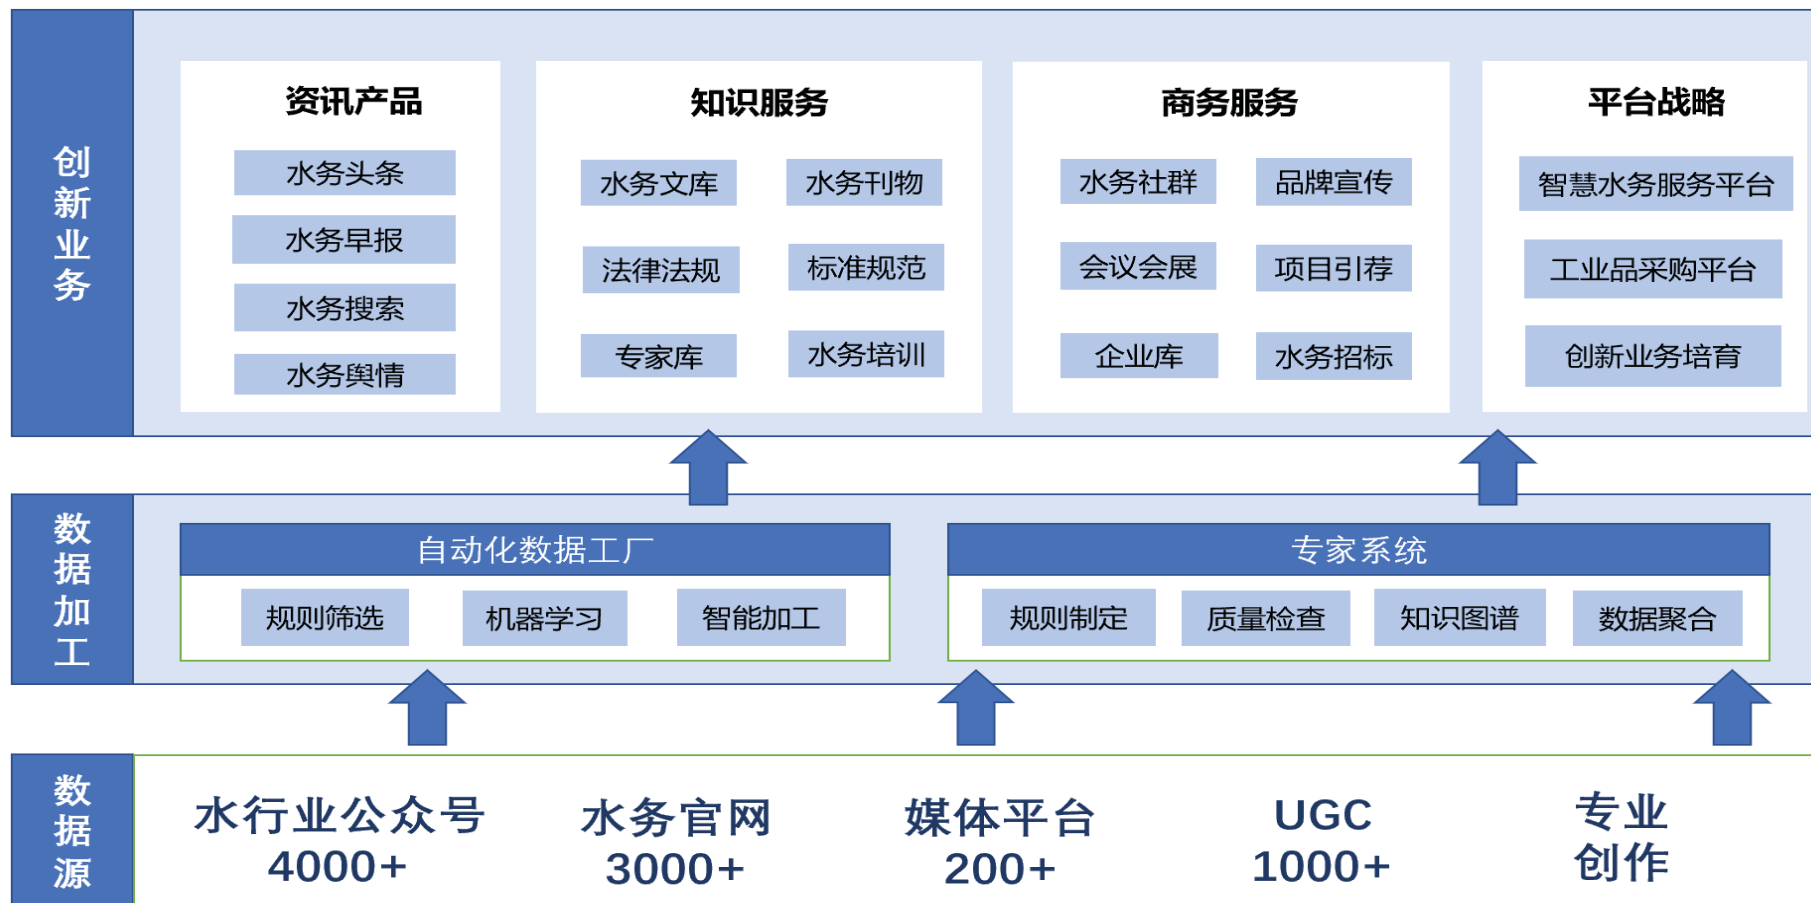 创新业务
资讯产品
水务头条
水务早报
水务搜索
水务舆情
知识服务
水务文库
水务刊物
法律法规
标准规范
专家库
水务培训
商务服务
水务社群
品牌宣传
会议会展
项目引荐
企业库
水务招标
平台战略
智慧水务服务平台
工业品采购平台
创新业务培育
数据加工
自动化数据工厂
规则筛选
机器学习
智能加工
专家系统
规则制定
质量检查
知识图谱
数据聚合
数据源
水行业公众号
4000+
水务官网
3000+
媒体平台
200+
UGC
1000+
专业
创作